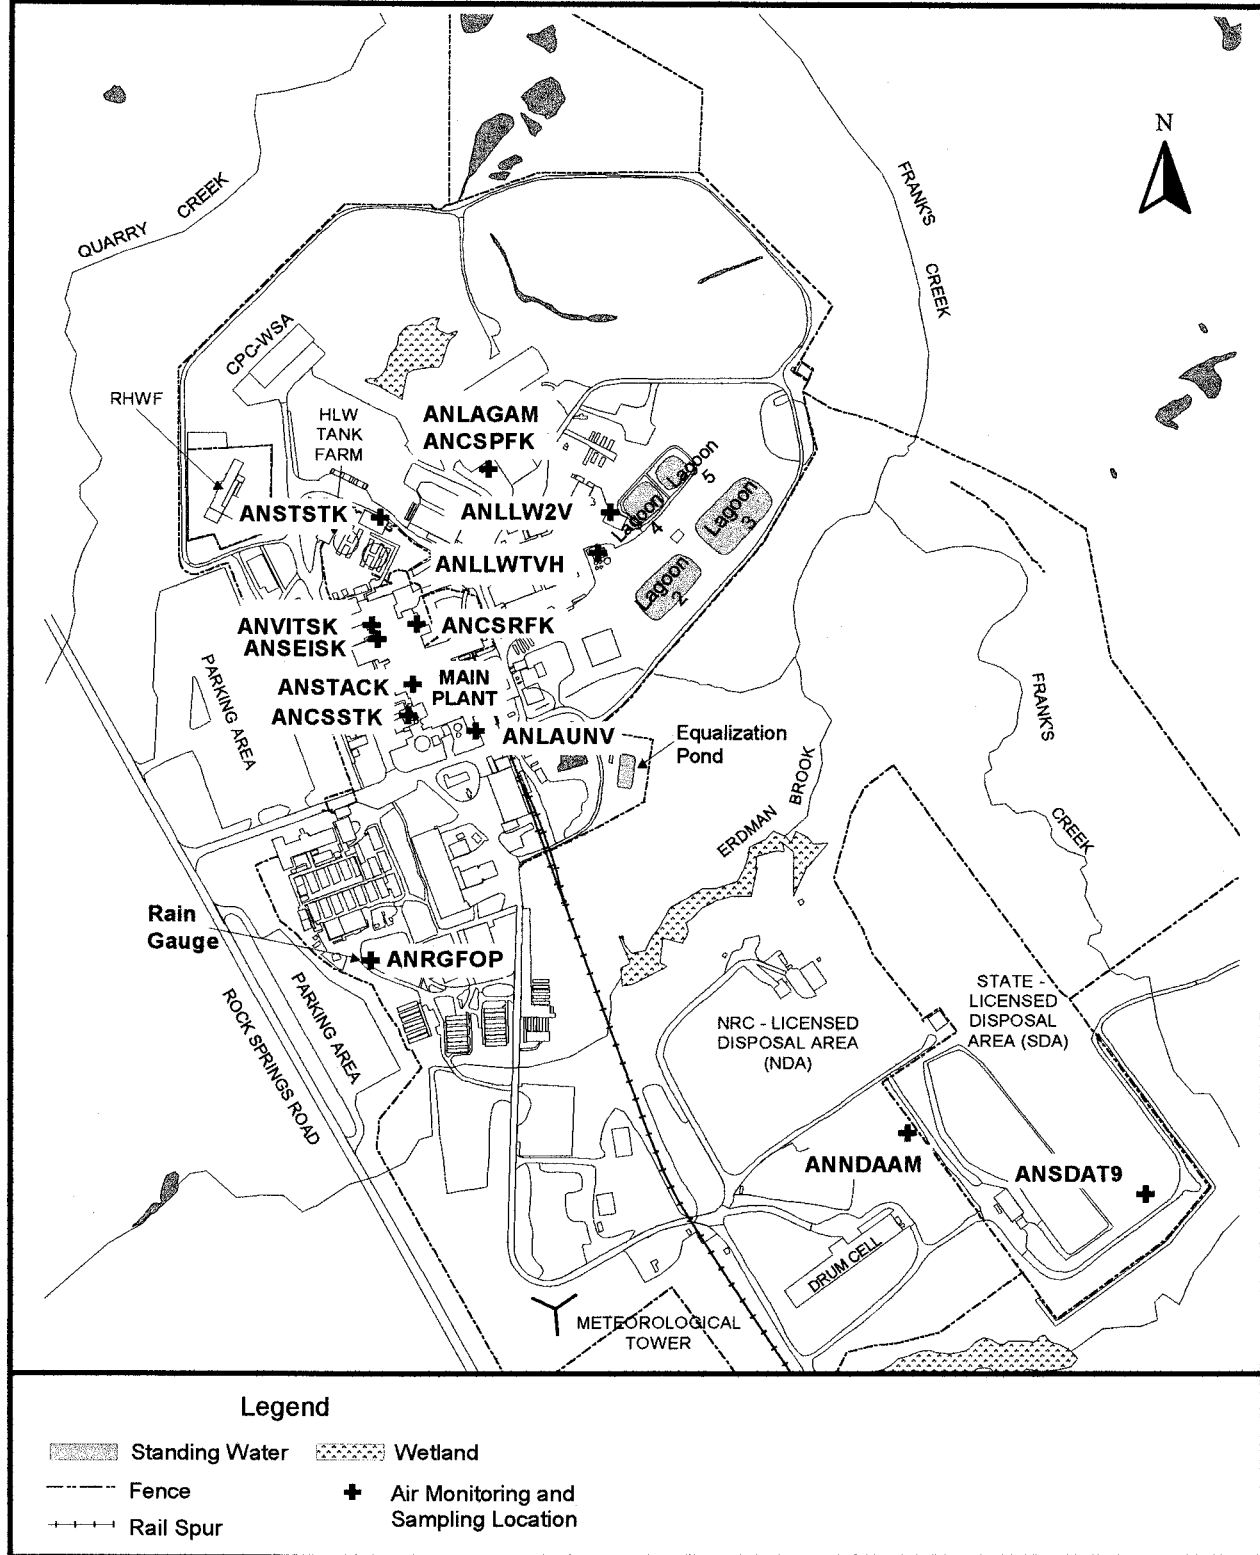 N
QUARRY CREEK
FRANK'S CREEK
CPC-WSA
RHWF
HLW
TANK
FARM
ANLAGAM
ANCSPFK
ANSTSTK
ANLLW2V
ANLLWTVH
Lagoon
5
Lagoon
4
Lagoon
3
Lagoon
2
ANVITSK
ANSEISK
ANCSRFK
ANSTACK
ANCSSTK
MAIN
PLANT
ANLAUNV
PARKING AREA
Equalization
Pond
ERDMAN BROOK
FRANK'S CREEK
Rain
Gauge
ANRGFOP
PARKING AREA
ROCK SPRINGS ROAD
NRC - LICENSED
DISPOSAL AREA
(NDA)
STATE -
LICENSED
DISPOSAL
AREA (SDA)
ANNDAAM
ANSDAT9
DRUM CELL
METEOROLOGICAL
TOWER
Legend
Standing Water
Wetland
Fence
Air Monitoring and
Sampling Location
Rail Spur